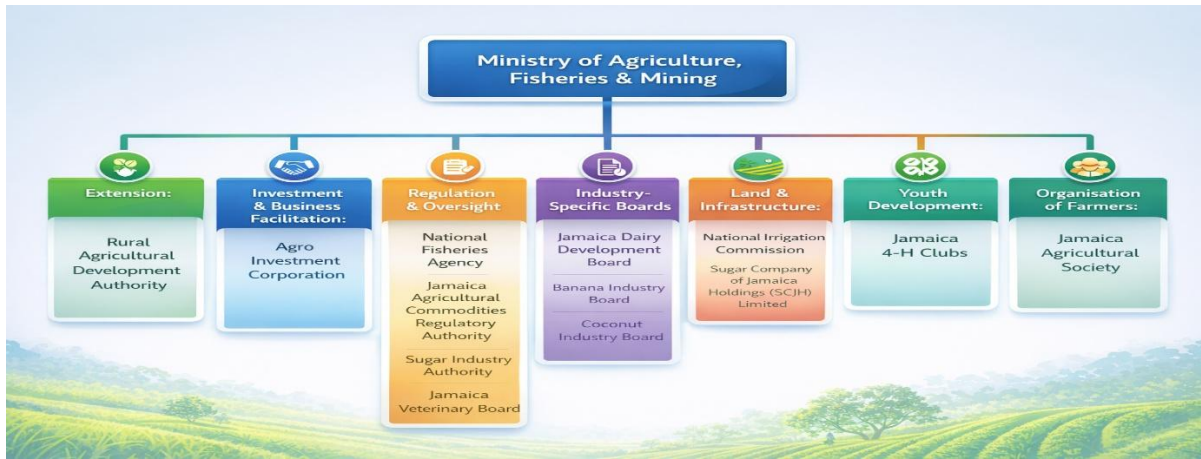 Ministry of Agriculture,
Fisheries & Mining
Extension:
Rural
Agricultural
Development
Authority
Investment
& Business
Facilitation:
Agro
Investment
Corporation
Regulation
& Oversight
National
Fisheries
Agency
Jamaica
Agricultural
Commodities
Regulatory
Authority
Sugar Industry
Authority
Jamaica
Veterinary Board
Industry-
Specific Boards
Jamaica Dairy
Development
Board
Banana Industry
Board
Coconut
Industry Board
Land &
Infrastructure:
National Irrigation
Commission
Sugar Company
of Jamaica
Holdings (SCJH)
Limited
Youth
Development:
Jamaica
4-H Clubs
Organisation
of Farmers:
Jamaica
Agricultural
Society